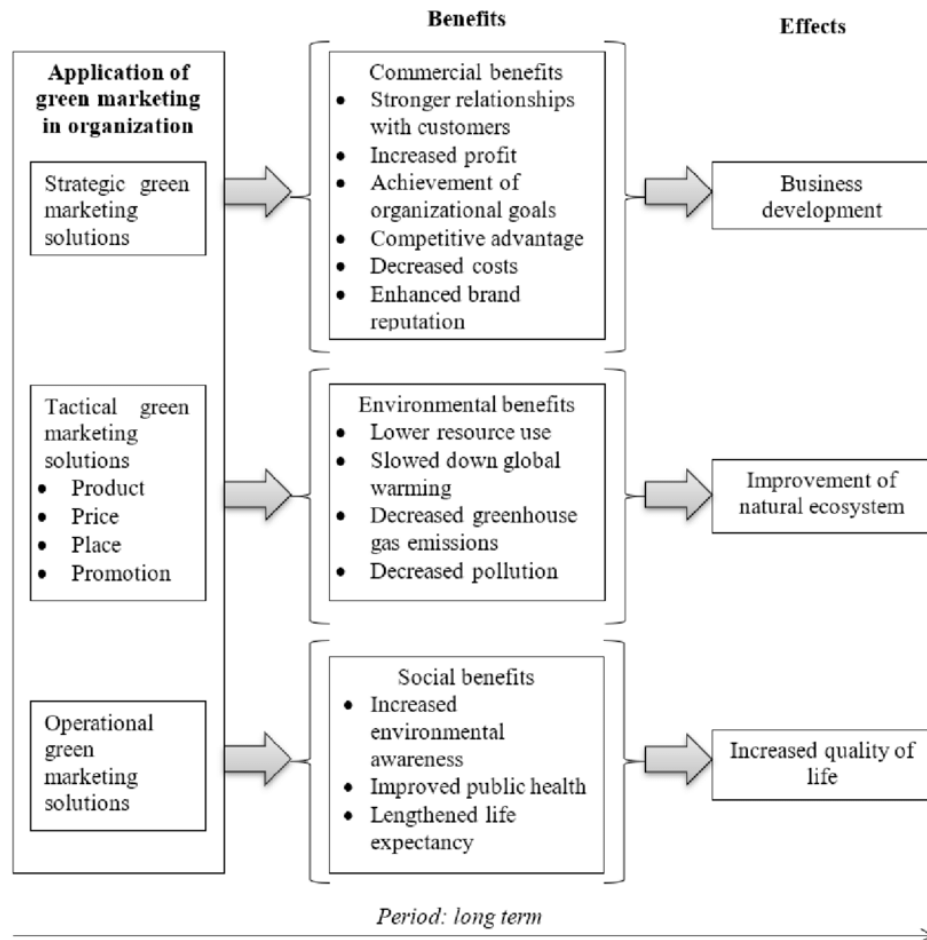 Benefits
Effects
Application of
green marketing
in organization
Strategic green
marketing
solutions
Commercial benefits
• Stronger relationships
with customers
• Increased profit
• Achievement of
organizational goals
• Competitive advantage
• Decreased costs
• Enhanced brand
reputation
Business
development
Tactical green
marketing
solutions
• Product
• Price
• Place
• Promotion
Environmental benefits
• Lower resource use
• Slowed down global
warming
• Decreased greenhouse
gas emissions
• Decreased pollution
Improvement of
natural ecosystem
Operational
green
marketing
solutions
Social benefits
• Increased
environmental
awareness
• Improved public health
• Lengthened life
expectancy
Increased quality of
life
Period: long term